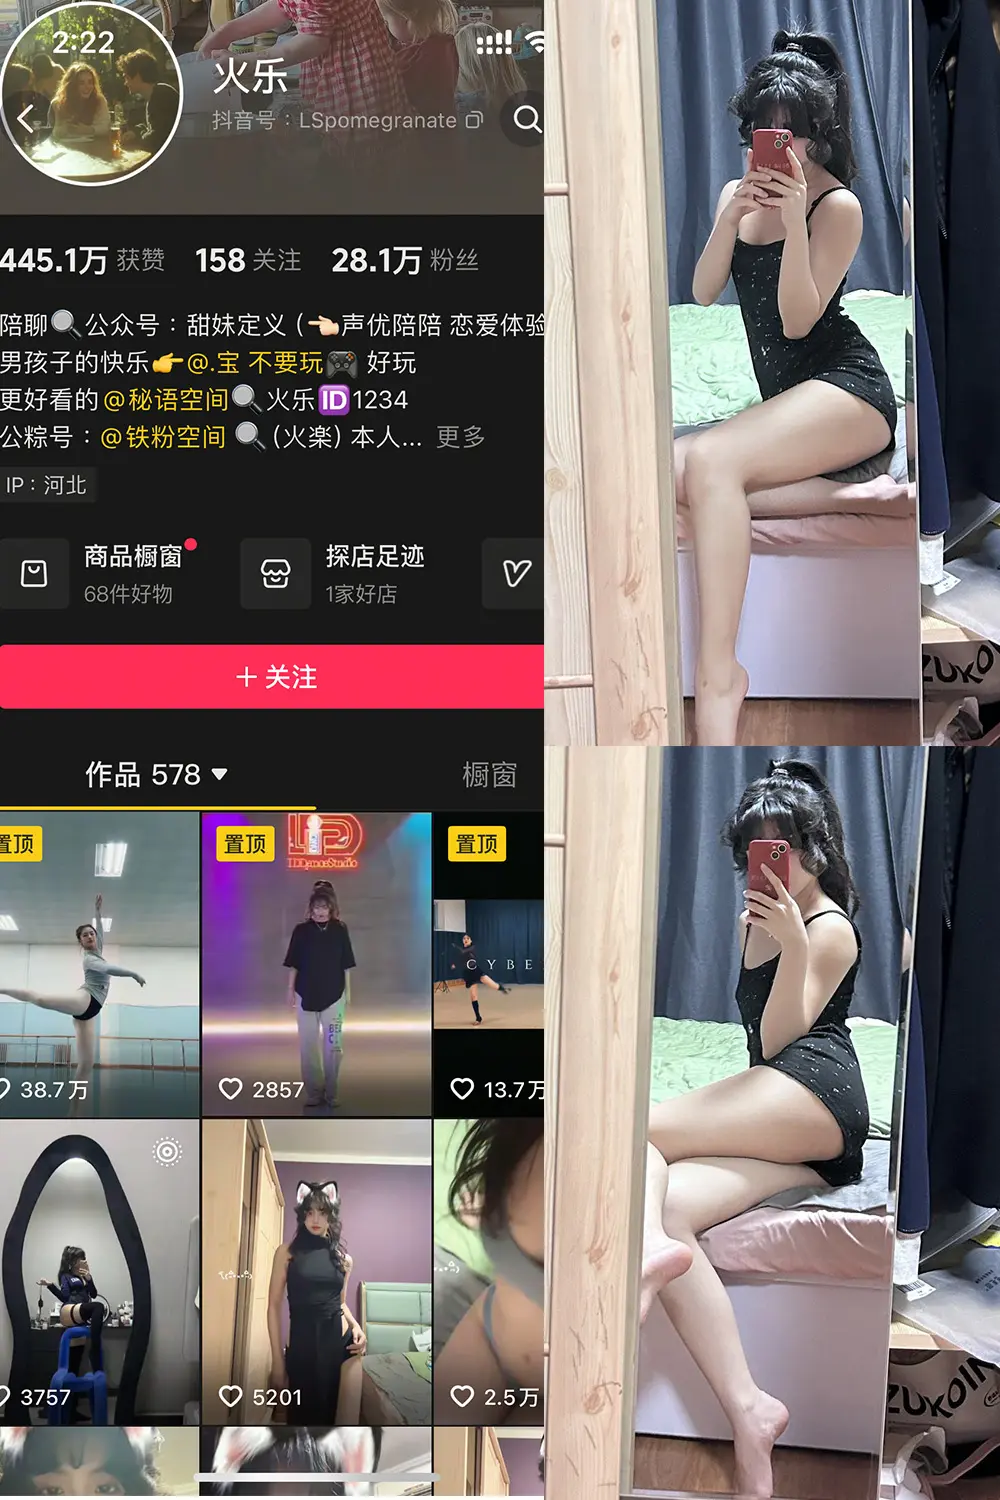 2:22
火乐
抖音号：LSpomegranate
445.1万 获赞 158 关注 28.1万 粉丝
陪聊🔍公众号：甜妹定义 (👈🏻声优陪陪 恋爱体验
男孩子的快乐👉@.宝 不要玩🎮 好玩
更好看的@秘语空间🔍火乐🆔1234
公粽号：@铁粉空间 🔍 (火楽) 本人... 更多
IP：河北
商品橱窗
68件好物
探店足迹
1家好店
＋关注
作品 578 橱窗
置顶
置顶
置顶
CYBE
38.7万
2857
13.7万
3757
5201
2.5万
ZUKO
ZUKOIN